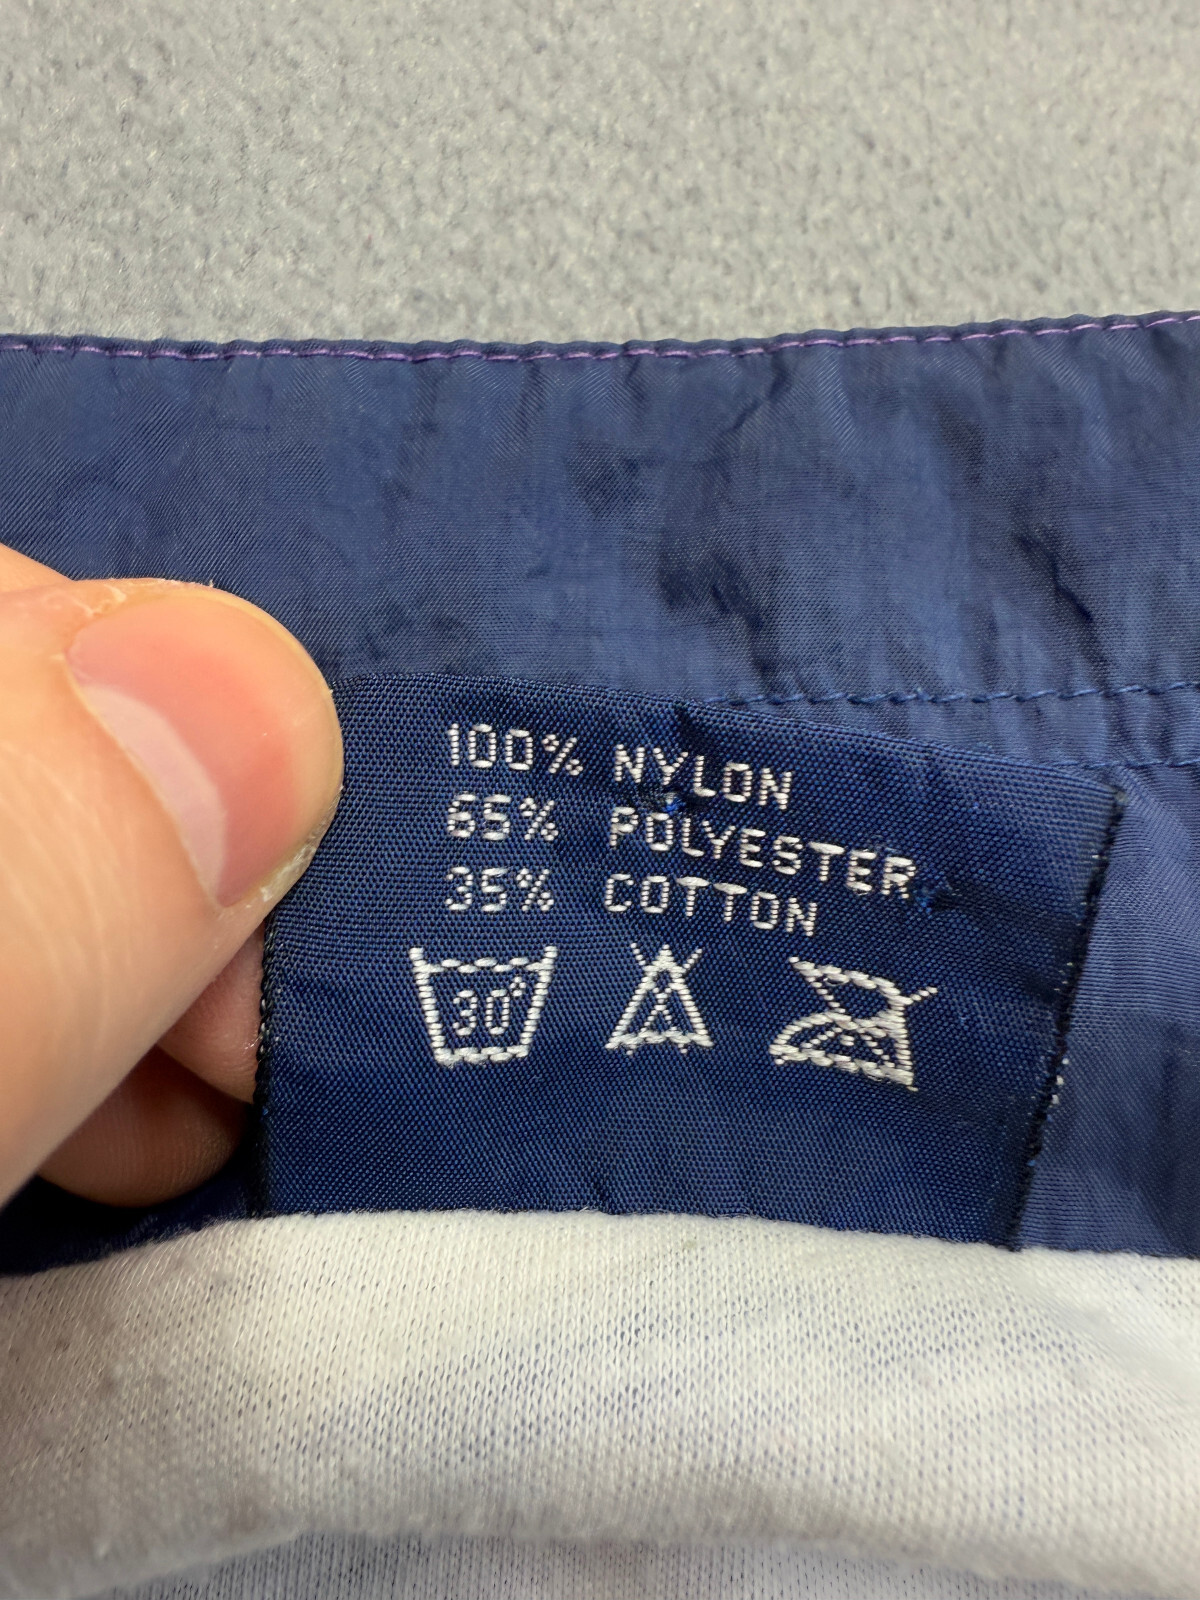 100% NYLON
65% POLYESTER
35% COTTON
30°